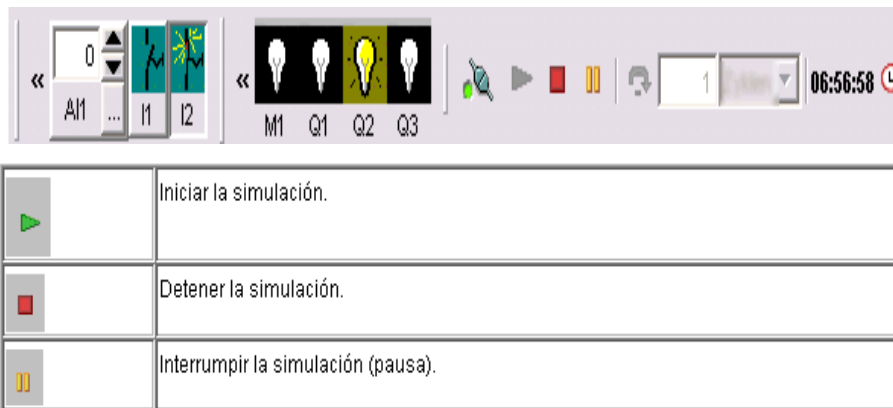 « 0 « 1 06:56:58
AI1 ... I1 I2 M1 Q1 Q2 Q3
Iniciar la simulación.
Detener la simulación.
Interrumpir la simulación (pausa).